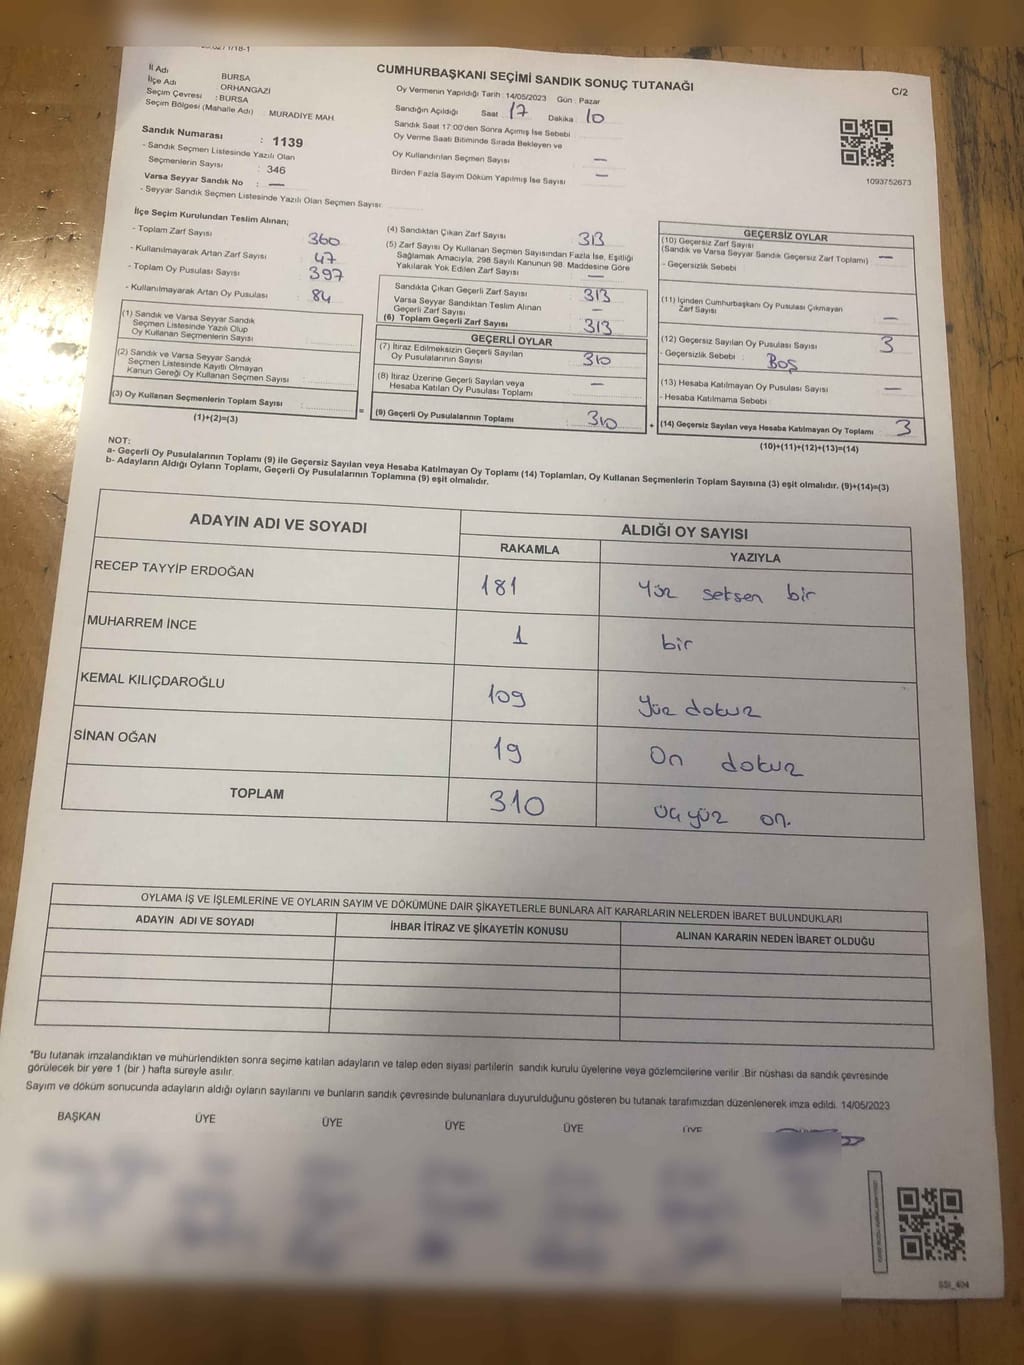 CUMHURBAŞKANI SEÇİMİ SANDIK SONUÇ TUTANAĞI
C/2
İl Adı BURSA
İlçe Adı ORHANGAZİ
Seçim Çevresi : BURSA
Seçim Bölgesi (Mahalle Adı) : MURADİYE MAH.
Oy Vermenin Yapıldığı Tarih : 14/05/2023 Gün : Pazar
Sandığın Açıldığı Saat 17 Dakika 10
Sandık Saat 17:00'den Sonra Açımış İse Sebebi
Oy Verme Saati Bitiminde Sırada Bekleyen ve
Oy Kullandırılan Seçmen Sayısı —
Birden Fazla Sayım Döküm Yapılmış İse Sayısı —
1093752673
Sandık Numarası : 1139
- Sandık Seçmen Listesinde Yazılı Olan
Seçmenlerin Sayısı : 346
Varsa Seyyar Sandık No : —
- Seyyar Sandık Seçmen Listesinde Yazılı Olan Seçmen Sayısı:
İlçe Seçim Kurulundan Teslim Alınan;
- Toplam Zarf Sayısı 360
- Kullanılmayarak Artan Zarf Sayısı 47
- Toplam Oy Pusulası Sayısı 397
- Kullanılmayarak Artan Oy Pusulası 84
(1) Sandık ve Varsa Seyyar Sandık
Seçmen Listesinde Yazılı Olup
Oy Kullanan Seçmenlerin Sayısı :
(2) Sandık ve Varsa Seyyar Sandık
Seçmen Listesinde Kayıtlı Olmayan
Kanun Gereği Oy Kullanan Seçmen Sayısı :
(3) Oy Kullanan Seçmenlerin Toplam Sayısı :
(1)+(2)=(3)
=
(4) Sandıktan Çıkan Zarf Sayısı 313
(5) Zarf Sayısı Oy Kullanan Seçmen Sayısından Fazla İse, Eşitliği
Sağlamak Amacıyla, 298 Sayılı Kanunun 98. Maddesine Göre
Yakılarak Yok Edilen Zarf Sayısı —
Sandıkta Çıkan Geçerli Zarf Sayısı 313
Varsa Seyyar Sandıktan Teslim Alınan
Geçerli Zarf Sayısı —
(6) Toplam Geçerli Zarf Sayısı 313
GEÇERLİ OYLAR
(7) İtiraz Edilmeksizin Geçerli Sayılan
Oy Pusulalarının Sayısı 310
(8) İtiraz Üzerine Geçerli Sayılan veya
Hesaba Katılan Oy Pusulası Toplamı —
(9) Geçerli Oy Pusulalarının Toplamı 310
+
GEÇERSİZ OYLAR
(10) Geçersiz Zarf Sayısı
(Sandık ve Varsa Seyyar Sandık Geçersiz Zarf Toplamı) —
- Geçersizlik Sebebi
(11) İçinden Cumhurbaşkanı Oy Pusulası Çıkmayan
Zarf Sayısı —
(12) Geçersiz Sayılan Oy Pusulası Sayısı 3
- Geçersizlik Sebebi : BOŞ
(13) Hesaba Katılmayan Oy Pusulası Sayısı —
- Hesaba Katılmama Sebebi
(14) Geçersiz Sayılan veya Hesaba Katılmayan Oy Toplamı 3
(10)+(11)+(12)+(13)=(14)
NOT:
a- Geçerli Oy Pusulalarının Toplamı (9) ile Geçersiz Sayılan veya Hesaba Katılmayan Oy Toplamı (14) Toplamları, Oy Kullanan Seçmenlerin Toplam Sayısına (3) eşit olmalıdır. (9)+(14)=(3)
b- Adayların Aldığı Oyların Toplamı, Geçerli Oy Pusulalarının Toplamına (9) eşit olmalıdır.
ADAYIN ADI VE SOYADI ALDIĞI OY SAYISI
RAKAMLA YAZIYLA
RECEP TAYYİP ERDOĞAN 181 Yüz seksen bir
MUHARREM İNCE 1 bir
KEMAL KILIÇDAROĞLU 109 Yüz dokuz
SİNAN OĞAN 19 On dokuz
TOPLAM 310 üçyüz on.
OYLAMA İŞ VE İŞLEMLERİNE VE OYLARIN SAYIM VE DÖKÜMÜNE DAİR ŞİKAYETLERLE BUNLARA AİT KARARLARIN NELERDEN İBARET BULUNDUKLARI
ADAYIN ADI VE SOYADI İHBAR İTİRAZ VE ŞİKAYETİN KONUSU ALINAN KARARIN NEDEN İBARET OLDUĞU
*Bu tutanak imzalandıktan ve mühürlendikten sonra seçime katılan adayların ve talep eden siyasi partilerin sandık kurulu üyelerine veya gözlemcilerine verilir .Bir nüshası da sandık çevresinde
görülecek bir yere 1 (bir ) hafta süreyle asılır.
Sayım ve döküm sonucunda adayların aldığı oyların sayılarını ve bunların sandık çevresinde bulunanlara duyurulduğunu gösteren bu tutanak tarafımızdan düzenlenerek imza edildi. 14/05/2023
BAŞKAN ÜYE ÜYE ÜYE ÜYE ÜYE